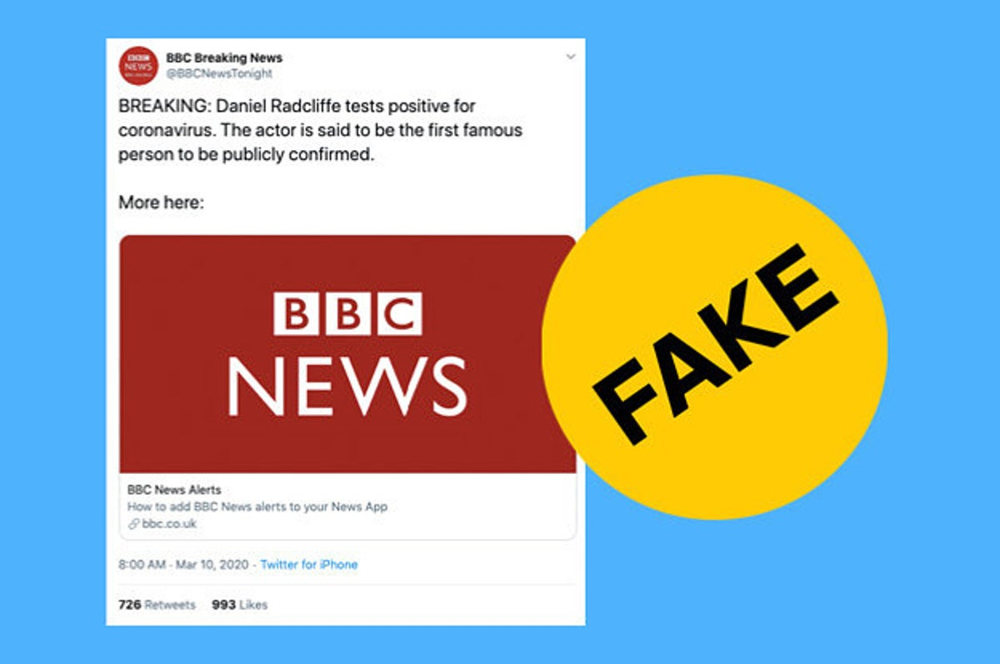 BBC NEWS
BBC Breaking News
@BBCNewsTonight
BREAKING: Daniel Radcliffe tests positive for
coronavirus. The actor is said to be the first famous
person to be publicly confirmed.
More here:
BBC
NEWS
FAKE
BBC News Alerts
How to add BBC News alerts to your News App
bbc.co.uk
8:00 AM · Mar 10, 2020 · Twitter for iPhone
726 Retweets 993 Likes